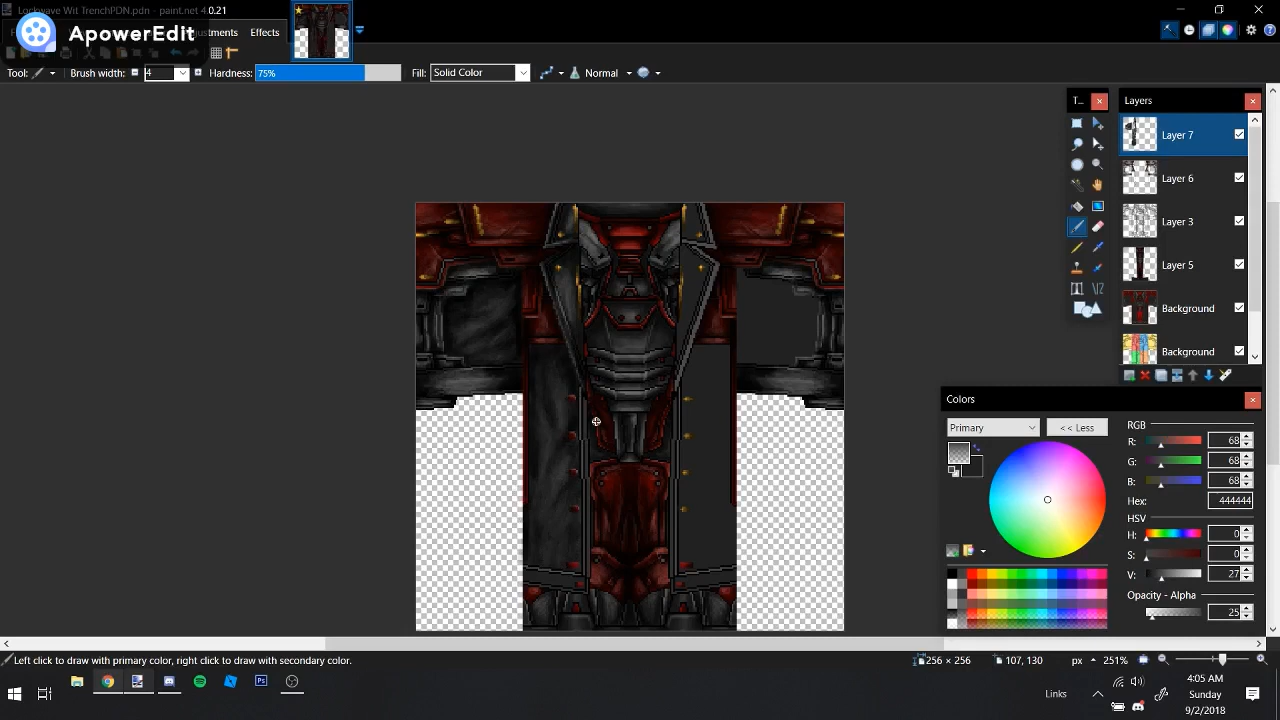 Lockwave Wit TrenchPDN.pdn - paint.net 4.0.21
ApowerEdit
Effects
Tool:
Brush width: 4
Hardness: 75%
Fill: Solid Color
Normal
T...
Layers
Layer 7
Layer 6
Layer 3
Layer 5
Background
Background
Colors
Primary
<< Less
RGB
R: 68
G: 68
B: 68
Hex: 444444
HSV
H: 0
S: 0
V: 27
Opacity - Alpha
25
Left click to draw with primary color, right click to draw with secondary color.
256 × 256
107, 130
px
251%
Links
4:05 AM
Sunday
9/2/2018